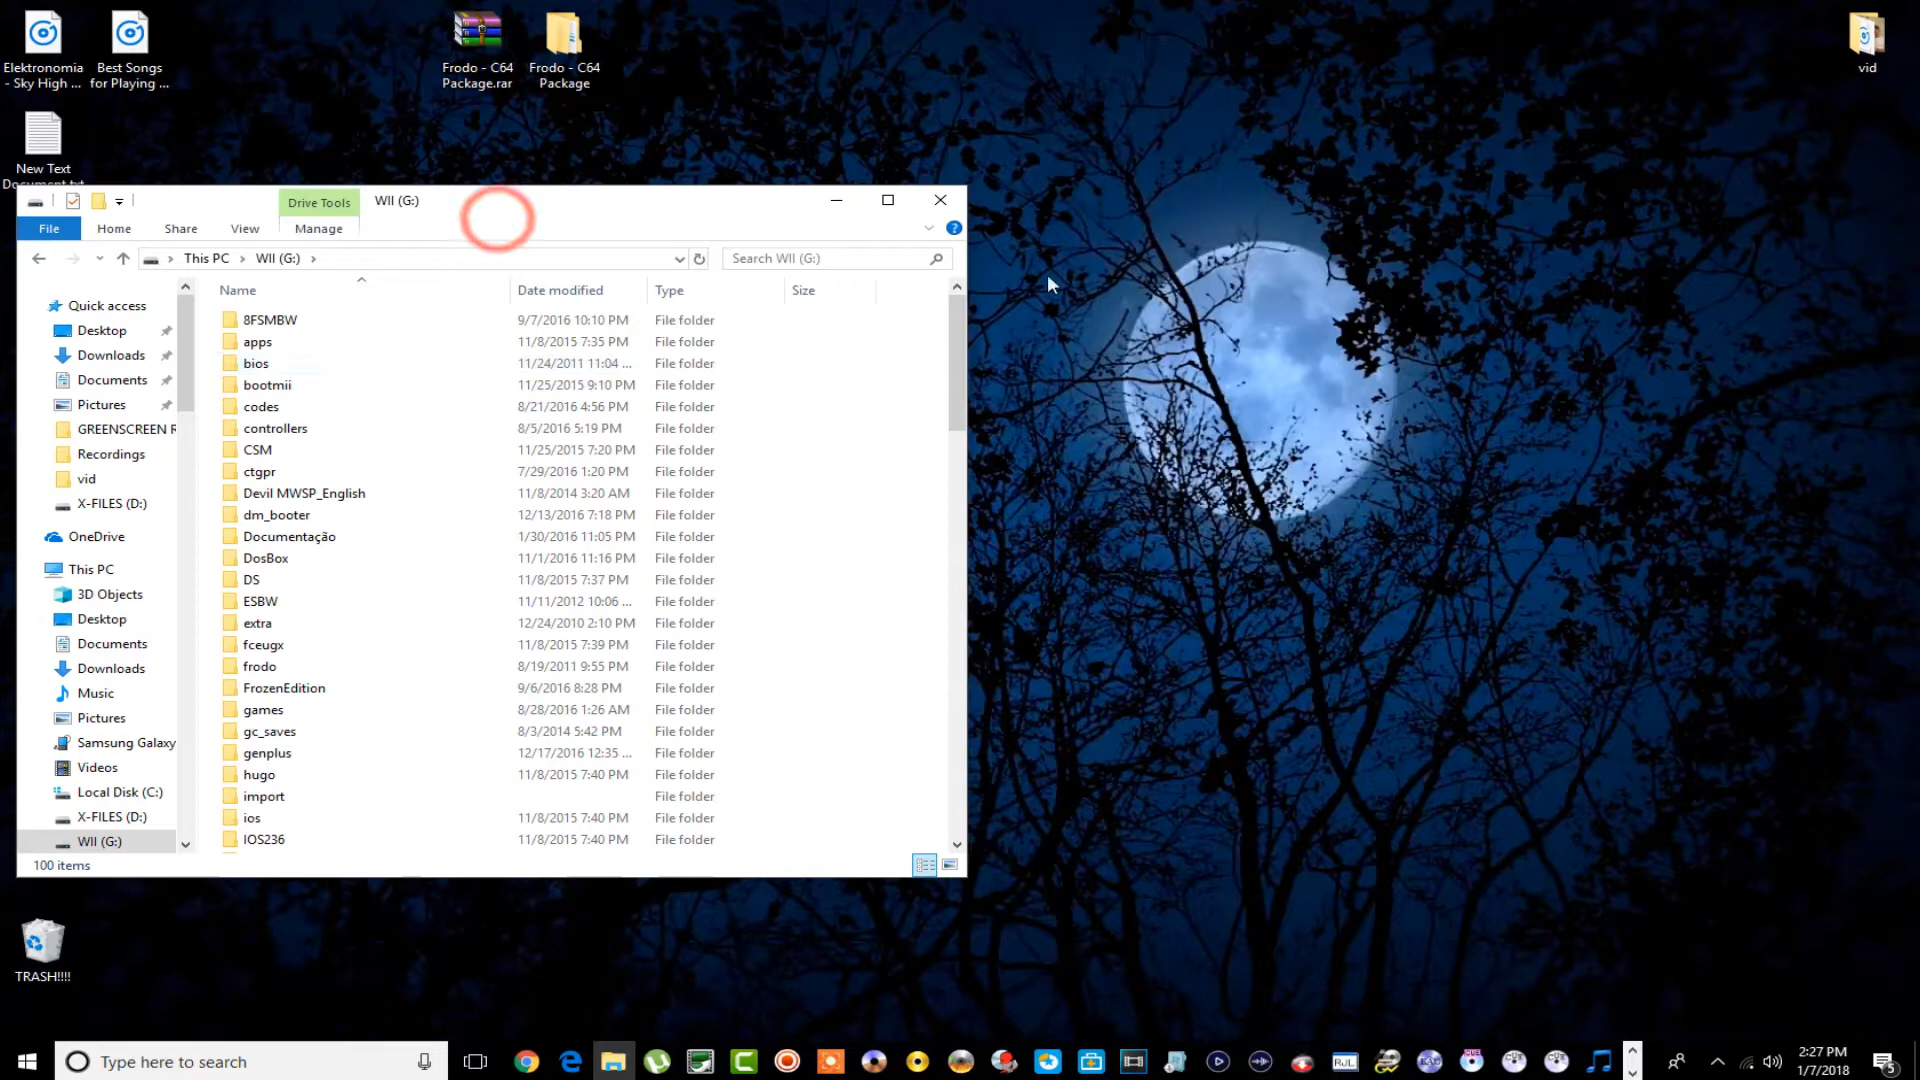 Elektronomia
- Sky High ...
Best Songs
for Playing ...
Frodo - C64
Package.rar
Frodo - C64
Package
vid
New Text
Document.txt
Drive Tools
WII (G:)
File
Home
Share
View
Manage
This PC
WII (G:)
Search WII (G:)
Name
Date modified
Type
Size
Quick access
Desktop
Downloads
Documents
Pictures
GREENSCREEN R
Recordings
vid
X-FILES (D:)
OneDrive
This PC
3D Objects
Desktop
Documents
Downloads
Music
Pictures
Samsung Galaxy
Videos
Local Disk (C:)
X-FILES (D:)
WII (G:)
8FSMBW 9/7/2016 10:10 PM File folder
apps 11/8/2015 7:35 PM File folder
bios 11/24/2011 11:04 ... File folder
bootmii 11/25/2015 9:10 PM File folder
codes 8/21/2016 4:56 PM File folder
controllers 8/5/2016 5:19 PM File folder
CSM 11/25/2015 7:20 PM File folder
ctgpr 7/29/2016 1:20 PM File folder
Devil MWSP_English 11/8/2014 3:20 AM File folder
dm_booter 12/13/2016 7:18 PM File folder
Documentação 1/30/2016 11:05 PM File folder
DosBox 11/1/2016 11:16 PM File folder
DS 11/8/2015 7:37 PM File folder
ESBW 11/11/2012 10:06 ... File folder
extra 12/24/2010 2:10 PM File folder
fceugx 11/8/2015 7:39 PM File folder
frodo 8/19/2011 9:55 PM File folder
FrozenEdition 9/6/2016 8:28 PM File folder
games 8/28/2016 1:26 AM File folder
gc_saves 8/3/2014 5:42 PM File folder
genplus 12/17/2016 12:35 ... File folder
hugo 11/8/2015 7:40 PM File folder
import File folder
ios 11/8/2015 7:40 PM File folder
IOS236 11/8/2015 7:40 PM File folder
100 items
TRASH!!!!
Type here to search
RJL
2:27 PM
1/7/2018
5